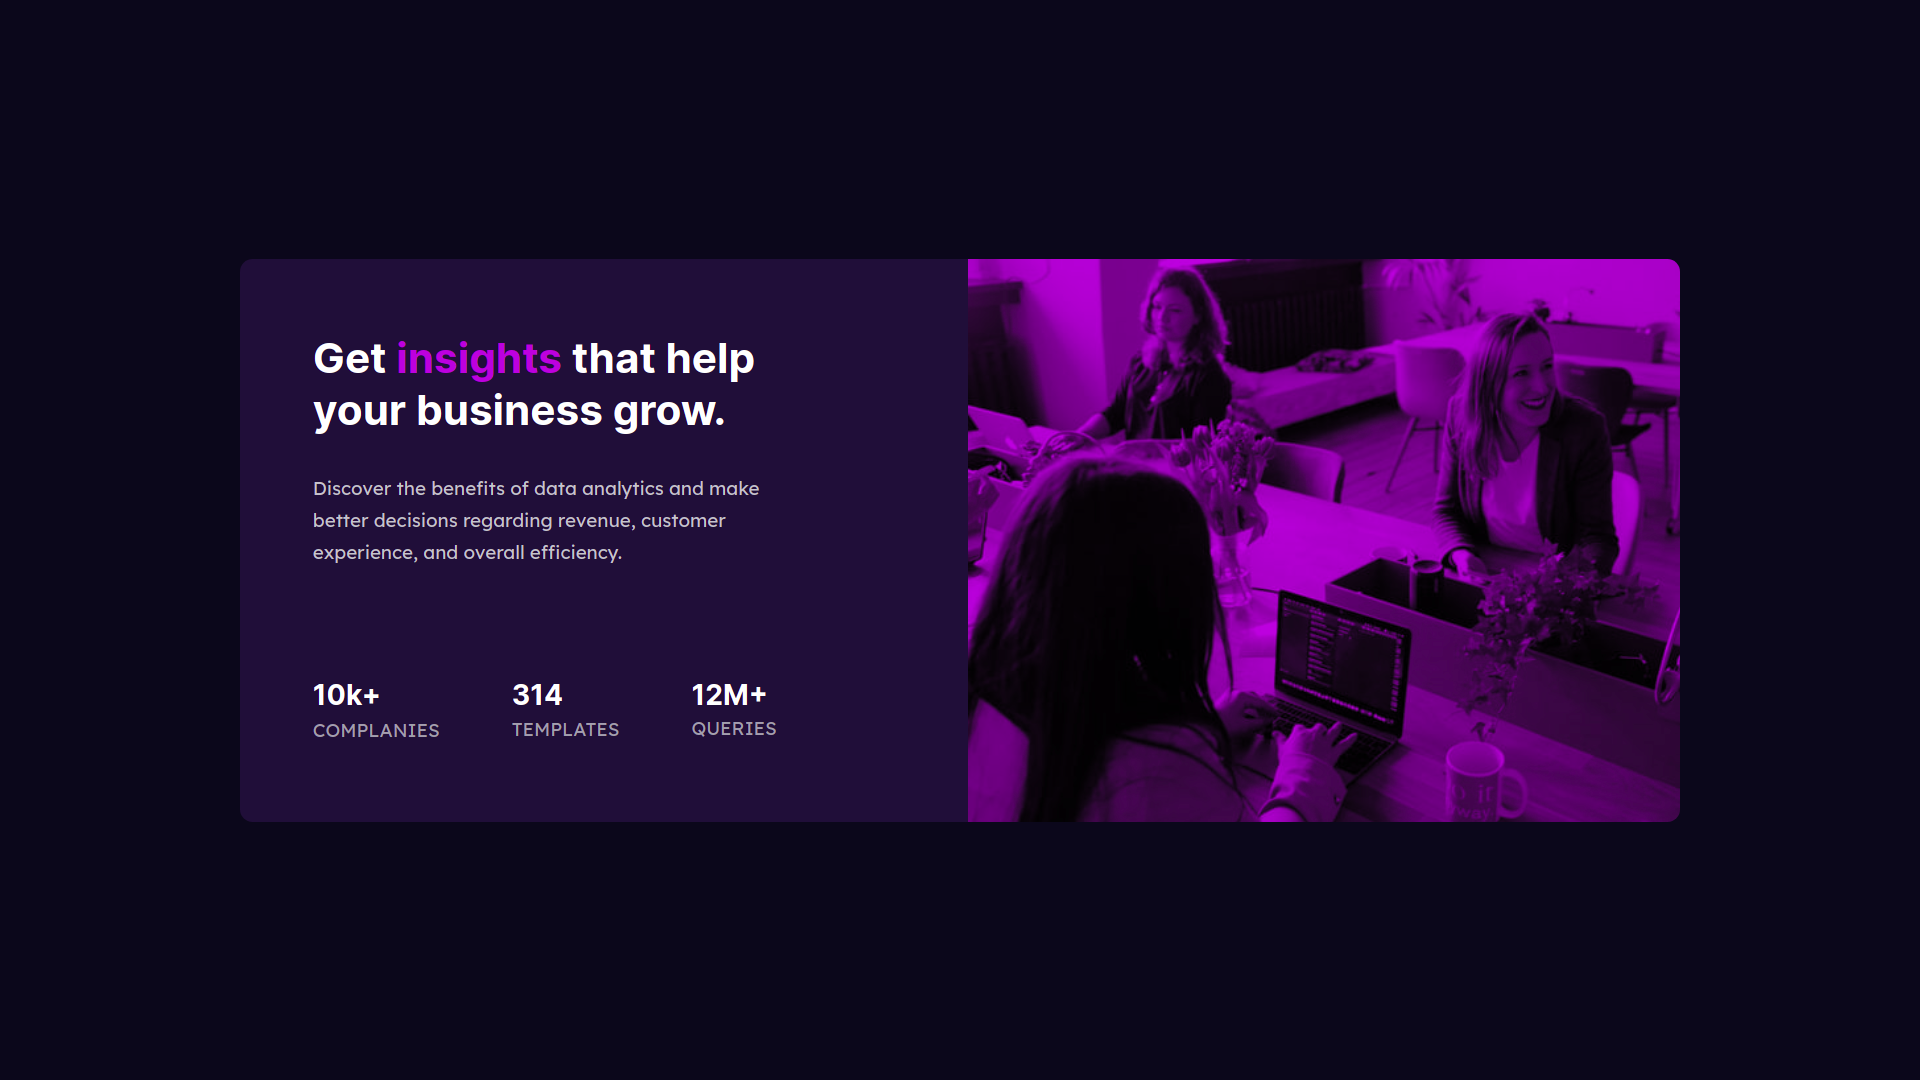 Get insights that help
your business grow.
Discover the benefits of data analytics and make
better decisions regarding revenue, customer
experience, and overall efficiency.
10k+ 314 12M+
COMPLANIES TEMPLATES QUERIES